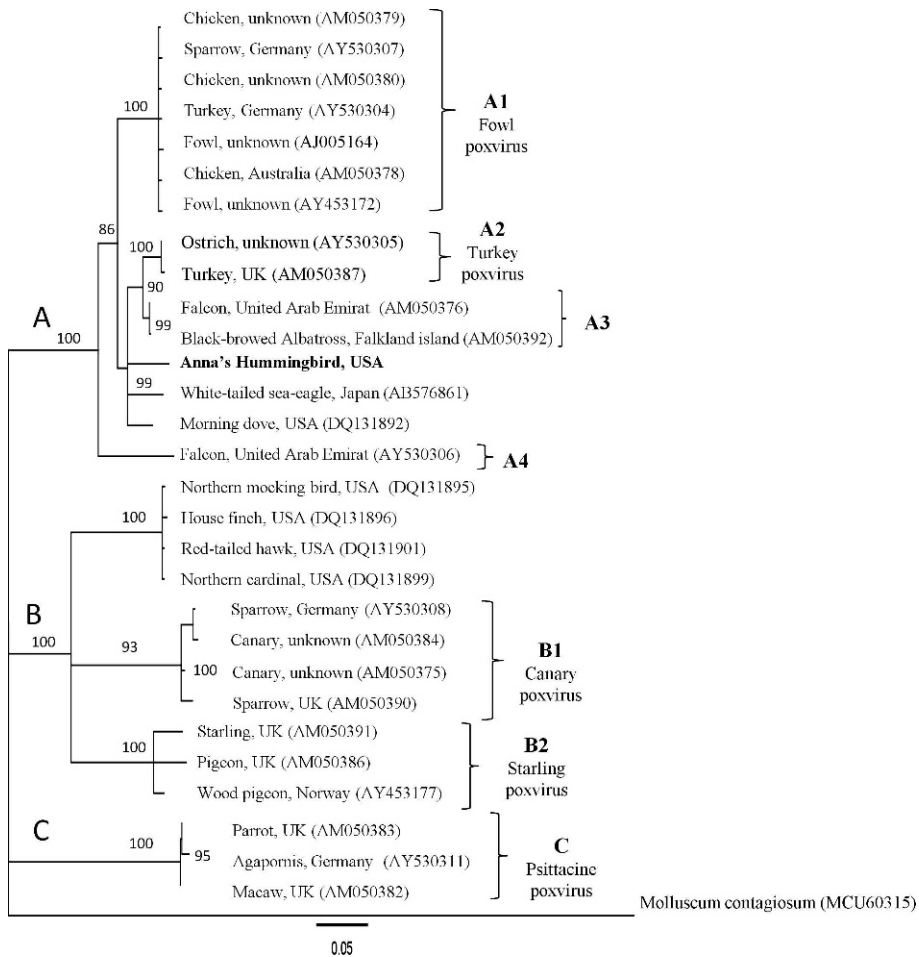 Chicken, unknown (AM050379)
Sparrow, Germany (AY530307)
Chicken, unknown (AM050380)
100
Turkey, Germany (AY530304)
Fowl, unknown (AJ005164)
Chicken, Australia (AM050378)
Fowl, unknown (AY453172)
A1
Fowl
poxvirus
86
100
Ostrich, unknown (AY530305)
Turkey, UK (AM050387)
A2
Turkey
poxvirus
90
99
Falcon, United Arab Emirat (AM050376)
Black-browed Albatross, Falkland island (AM050392)
A3
A
100
Anna's Hummingbird, USA
99
White-tailed sea-eagle, Japan (AB576861)
Morning dove, USA (DQ131892)
Falcon, United Arab Emirat (AY530306)
A4
Northern mocking bird, USA (DQ131895)
100
House finch, USA (DQ131896)
Red-tailed hawk, USA (DQ131901)
Northern cardinal, USA (DQ131899)
B
100
93
Sparrow, Germany (AY530308)
Canary, unknown (AM050384)
100
Canary, unknown (AM050375)
Sparrow, UK (AM050390)
B1
Canary
poxvirus
100
Starling, UK (AM050391)
Pigeon, UK (AM050386)
Wood pigeon, Norway (AY453177)
B2
Starling
poxvirus
C
100
95
Parrot, UK (AM050383)
Agapornis, Germany (AY530311)
Macaw, UK (AM050382)
C
Psittacine
poxvirus
Molluscum contagiosum (MCU60315)
0.05